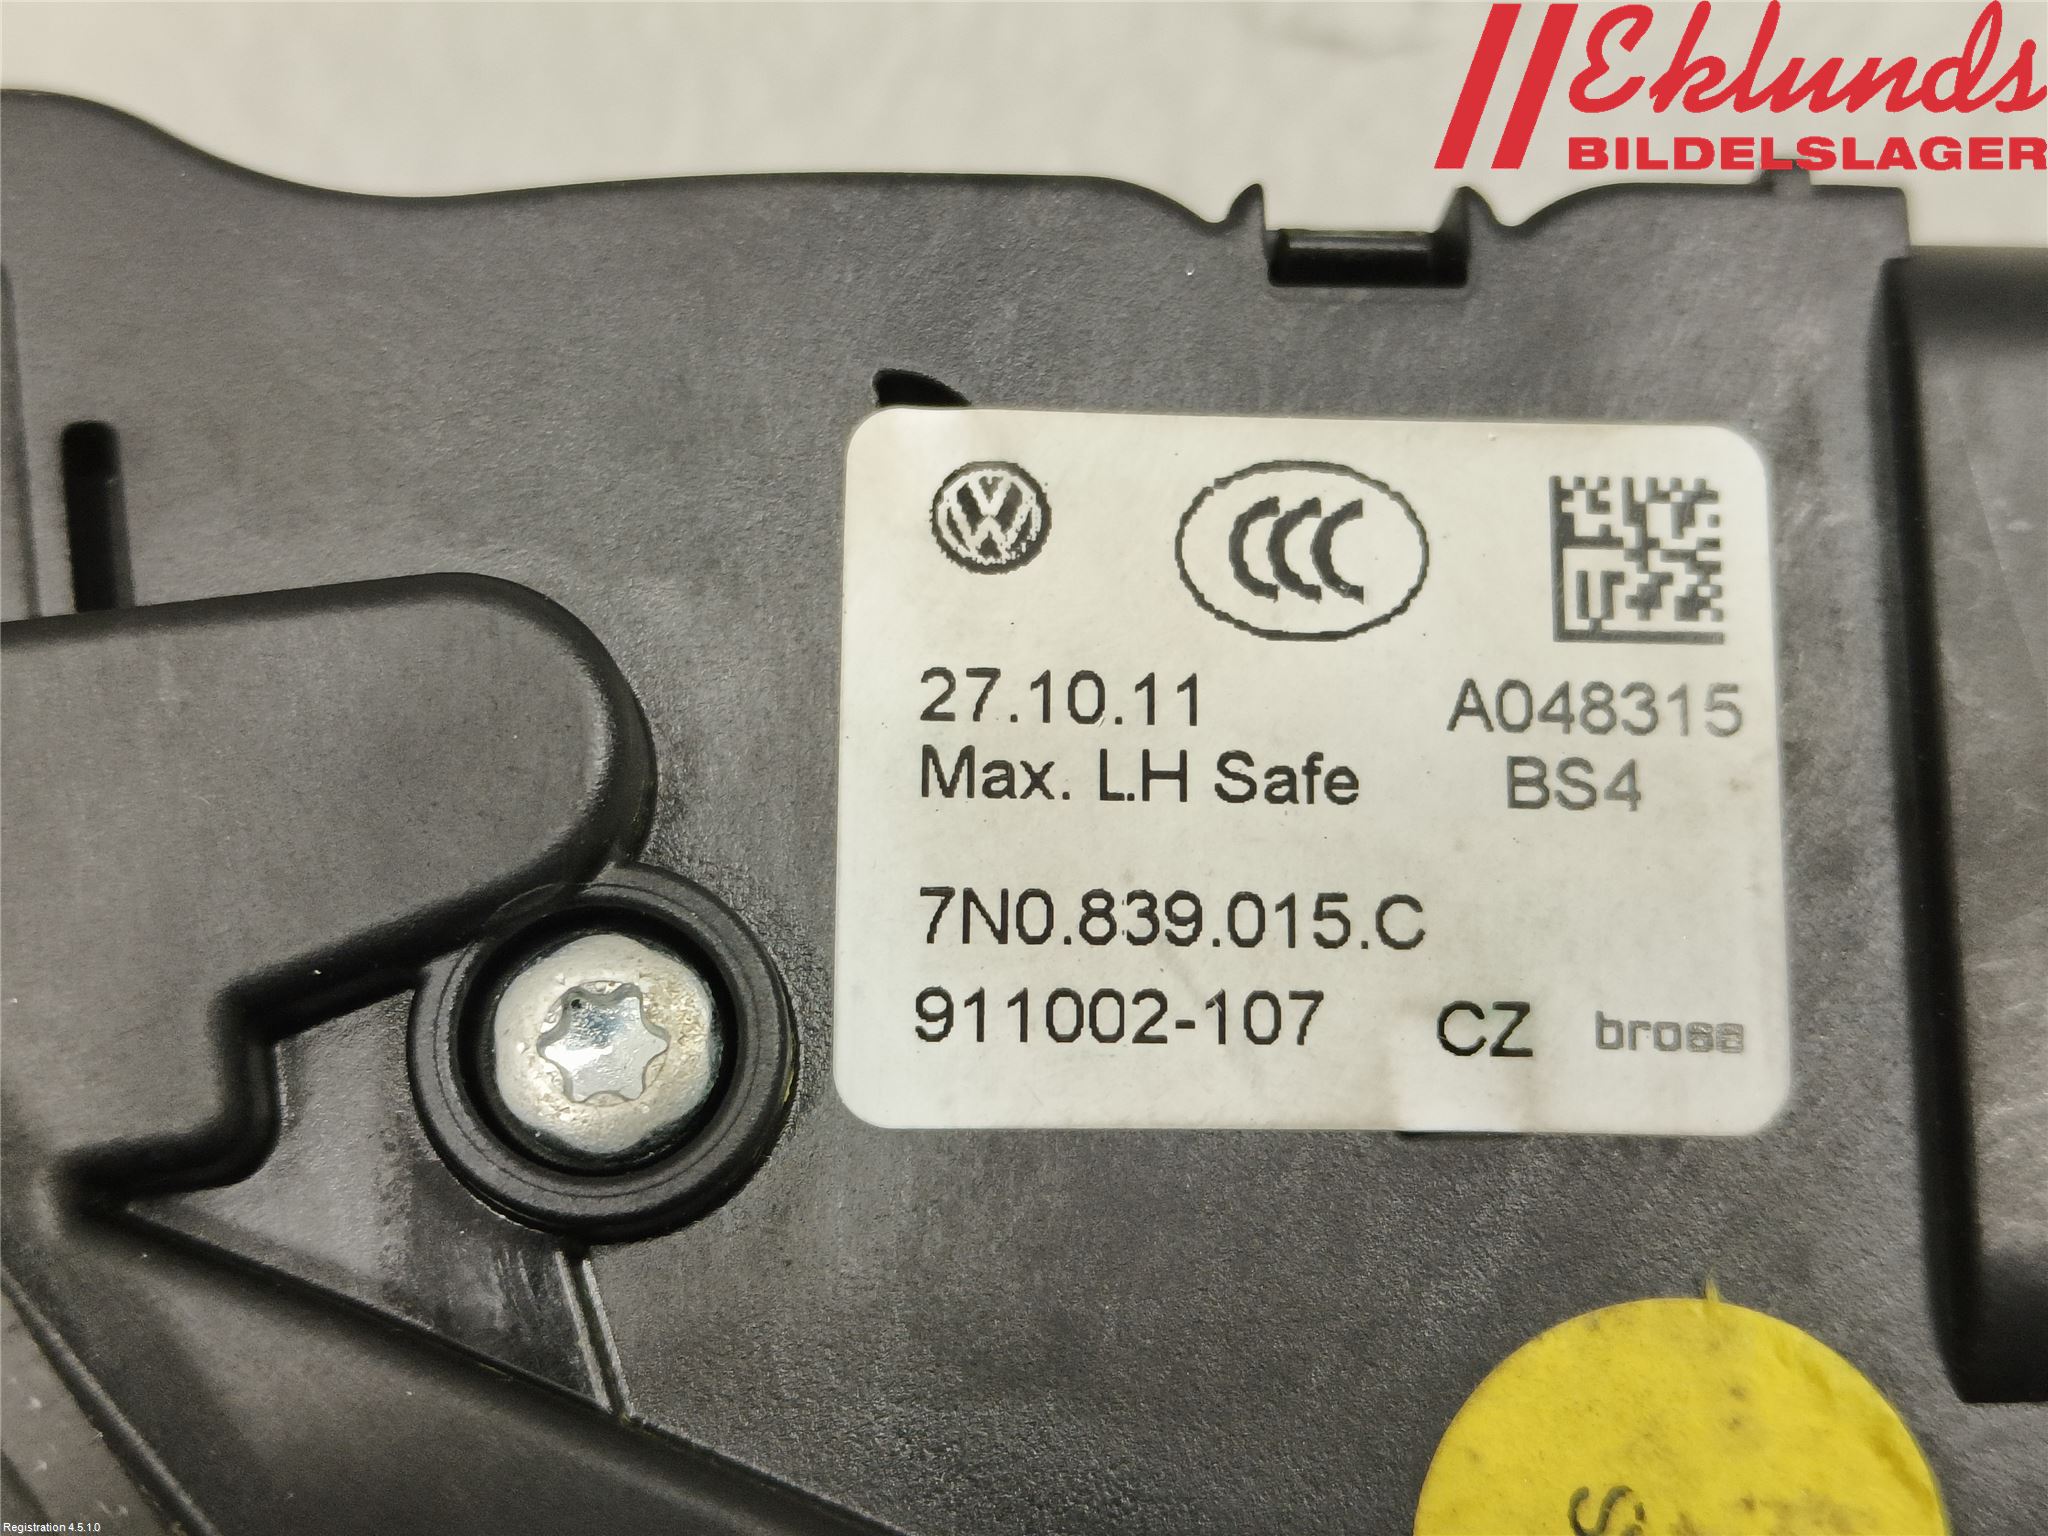 Eklunds
BILDELSLAGER
27.10.11
A048315
Max. LH Safe
BS4
7N0.839.015.C
911002-107
CZ
brose
Registration 4.5.1.0